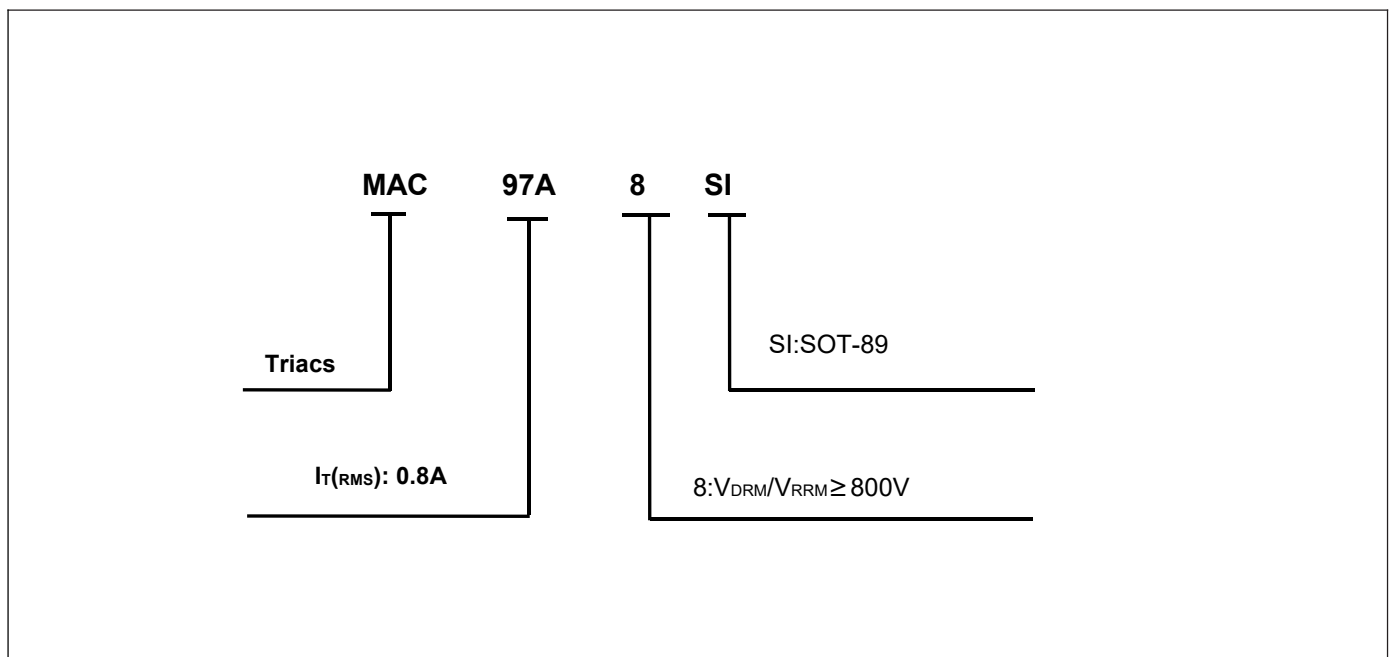 MAC 97A 8 SI
SI:SOT-89
Triacs
IT(RMS): 0.8A
8:VDRM/VRRM≥800V